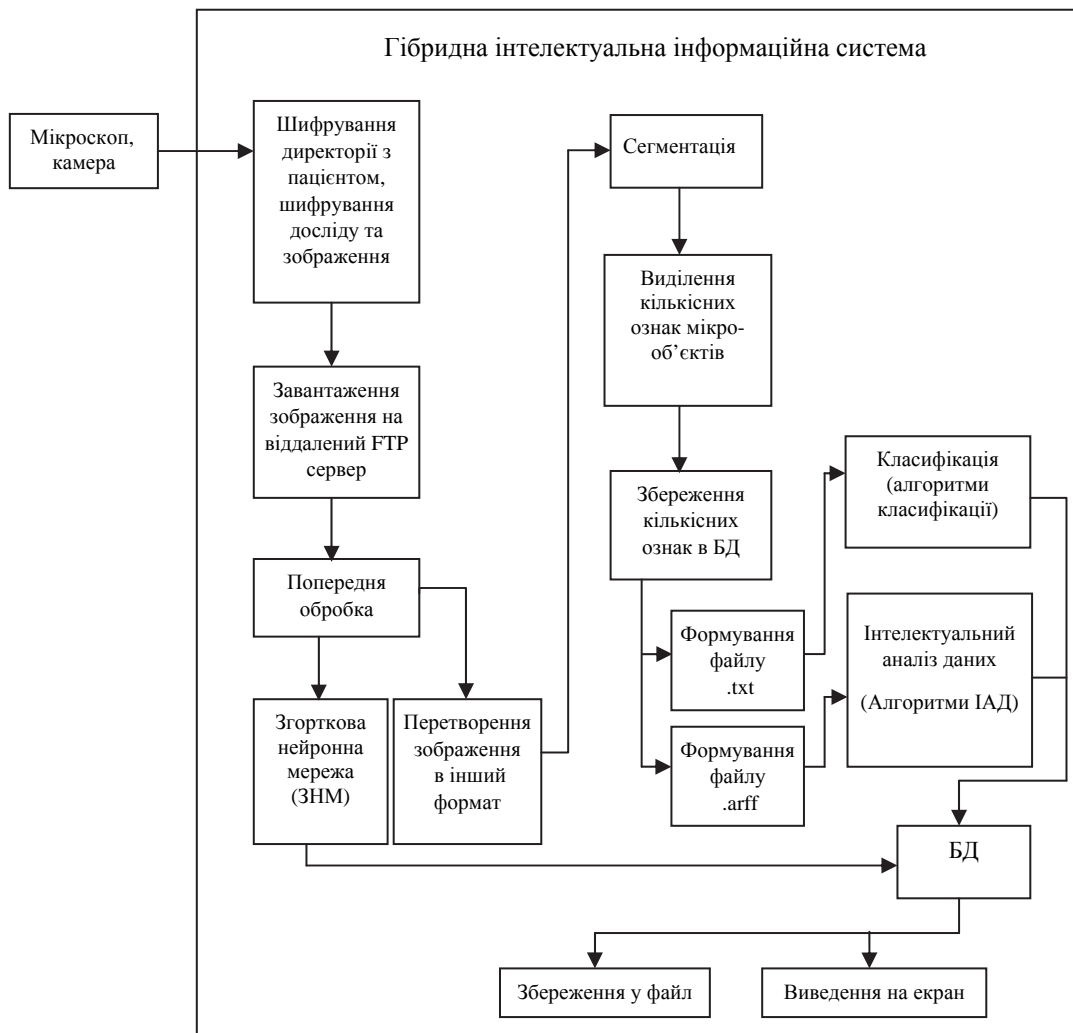 Гібридна інтелектуальна інформаційна система
Мікроскоп,
камера
Шифрування
директорії з
пацієнтом,
шифрування
досліду та
зображення
Завантаження
зображення на
віддалений FTP
сервер
Попередня
обробка
Згорткова
нейронна
мережа
(ЗНМ)
Перетворення
зображення
в інший
формат
Сегментація
Виділення
кількісних
ознак мікро-
об’єктів
Збереження
кількісних
ознак в БД
Формування
файлу
.txt
Формування
файлу
.arff
Класифікація
(алгоритми
класифікації)
Інтелектуальний
аналіз даних
(Алгоритми ІАД)
БД
Збереження у файл
Виведення на екран